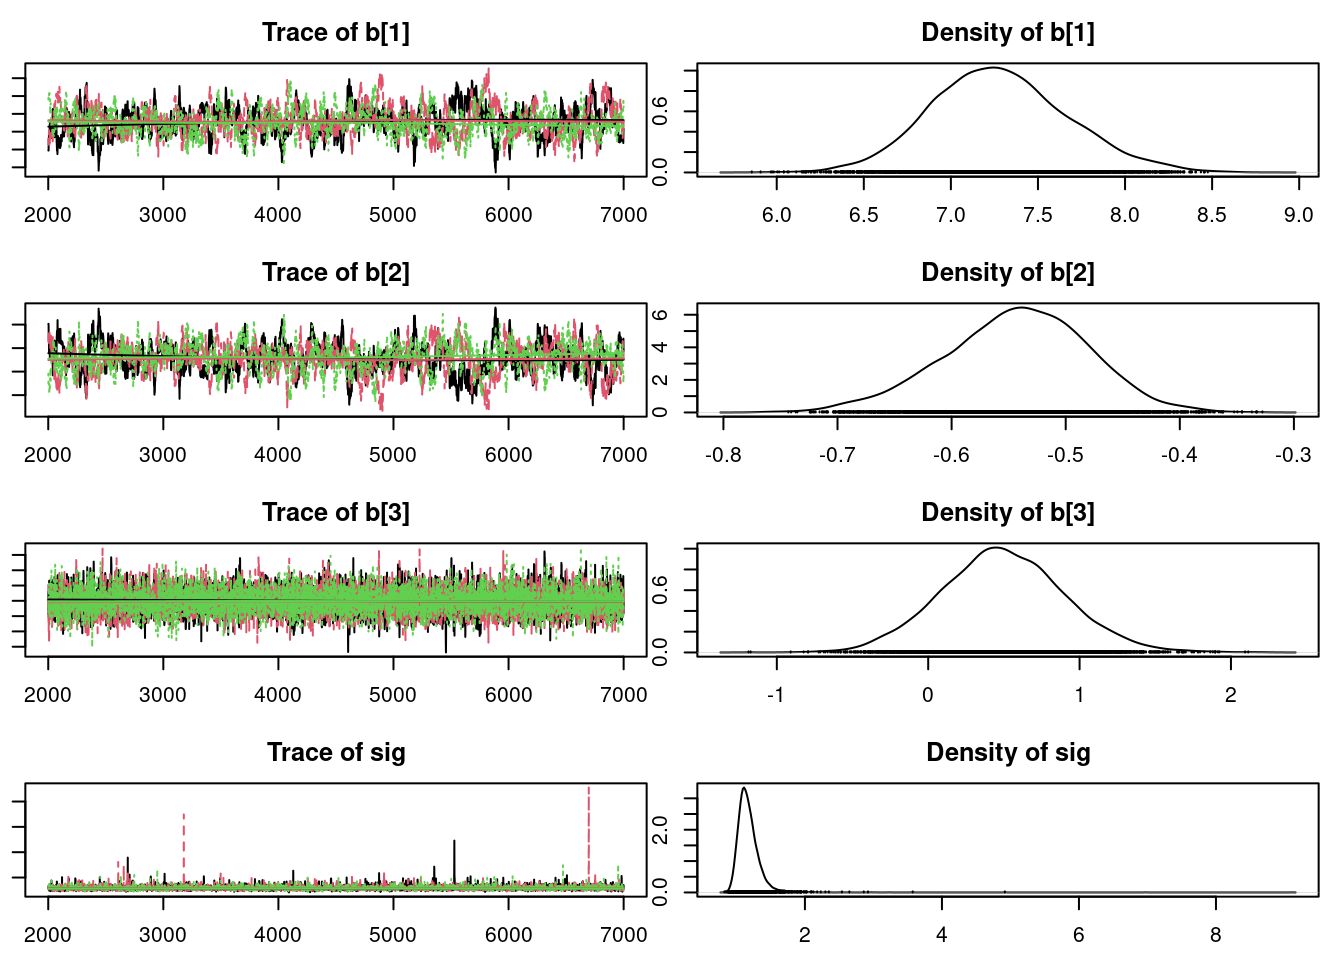 Trace of b[1]
2000 3000 4000 5000 6000 7000
Density of b[1]
0.0 0.6
6.0 6.5 7.0 7.5 8.0 8.5 9.0
Trace of b[2]
2000 3000 4000 5000 6000 7000
Density of b[2]
0 2 4 6
-0.8 -0.7 -0.6 -0.5 -0.4 -0.3
Trace of b[3]
2000 3000 4000 5000 6000 7000
Density of b[3]
0.0 0.6
-1 0 1 2
Trace of sig
2000 3000 4000 5000 6000 7000
Density of sig
0.0 2.0
2 4 6 8